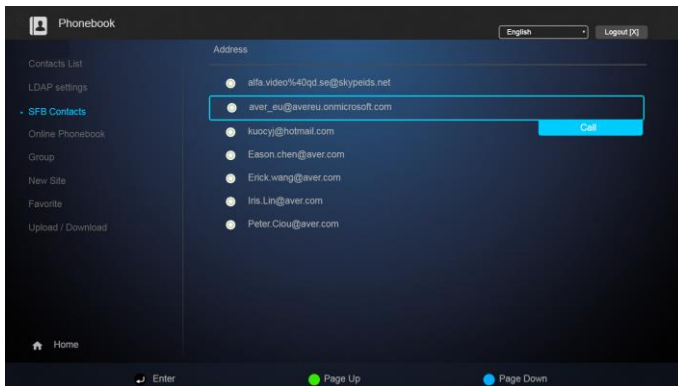 Phonebook
English
Logout [X]
Address
Contacts List
LDAP settings
SFB Contacts
Online Phonebook
Group
New Site
Favorite
Upload / Download
alfa.video%40qd.se@skypeids.net
aver_eu@avereu.onmicrosoft.com
kuocyj@hotmail.com
Call
Eason.chen@aver.com
Erick.wang@aver.com
Iris.Lin@aver.com
Peter.Ciou@aver.com
Home
Enter
Page Up
Page Down